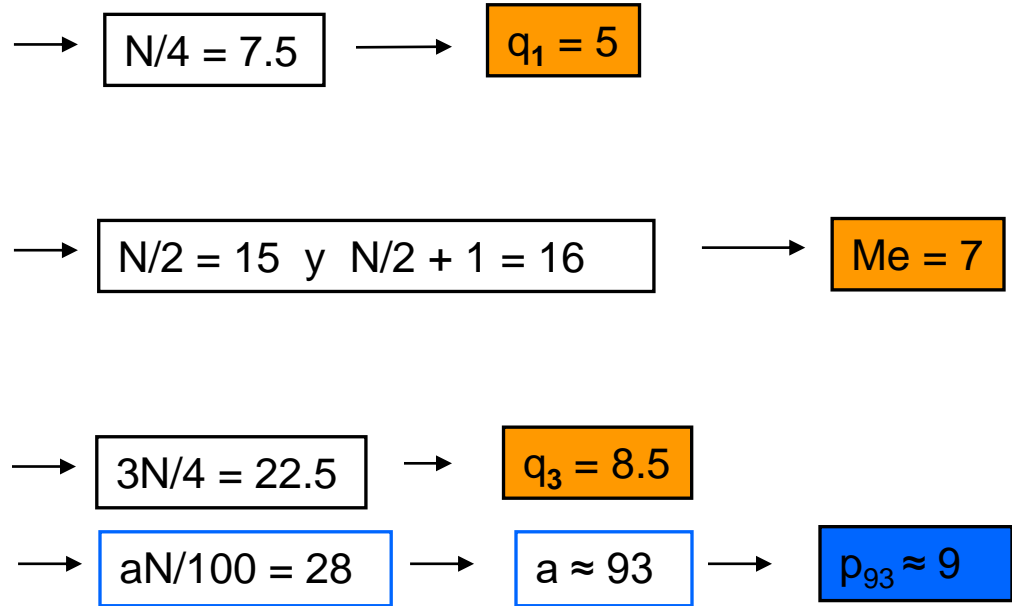 N/4 = 7.5 q₁ = 5
N/2 = 15 y N/2 + 1 = 16 Me = 7
3N/4 = 22.5 q₃ = 8.5
aN/100 = 28 a ≈ 93 p₉₃ ≈ 9